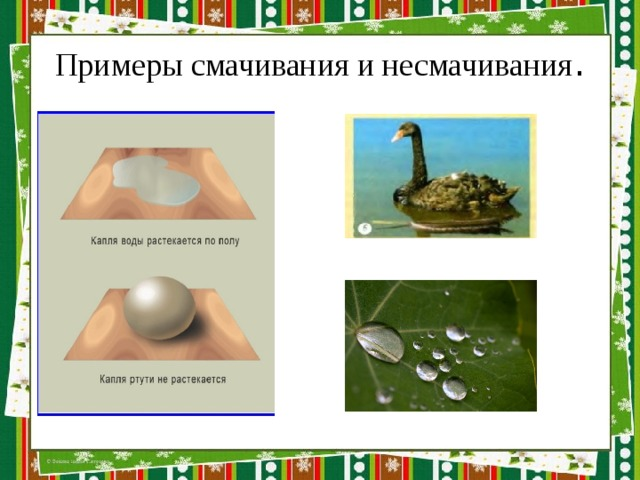 Примеры смачивания и несмачивания.
Капля воды растекается по полу
Капля ртути не растекается